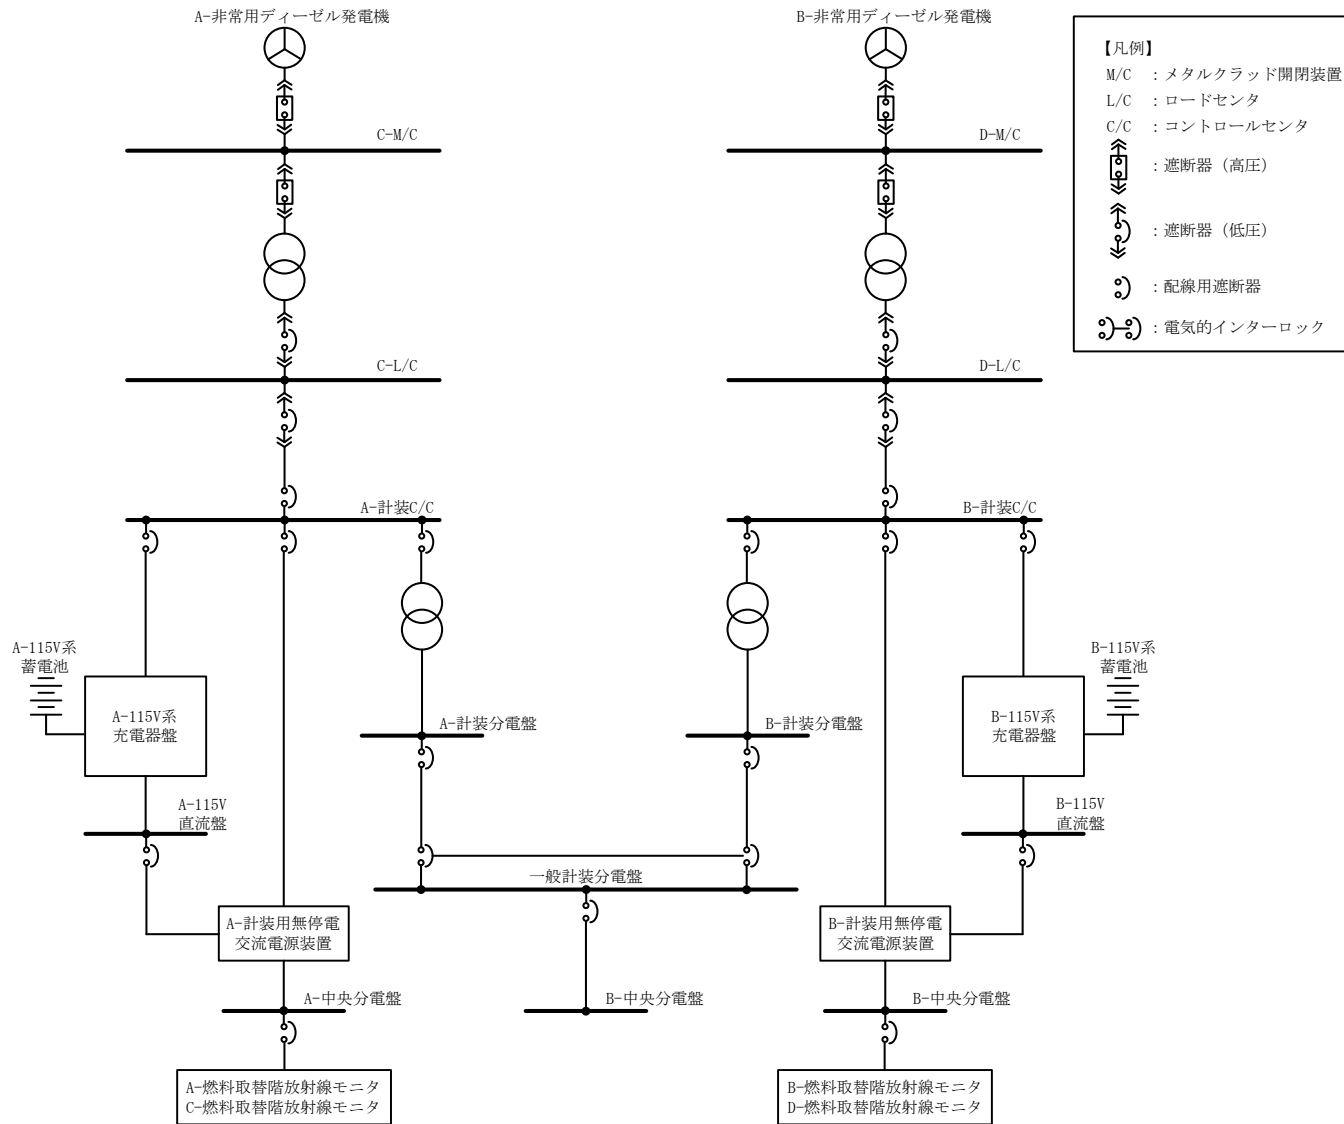 A-非常用ディーゼル発電機
B-非常用ディーゼル発電機
【凡例】
M/C ：メタルクラッド開閉装置
L/C ：ロードセンタ
C/C ：コントロールセンタ
：遮断器（高圧）
：遮断器（低圧）
：配線用遮断器
：電気的インターロック
C-M/C
D-M/C
C-L/C
D-L/C
A-計装C/C
B-計装C/C
A-115V系
蓄電池
A-115V系
充電器盤
B-115V系
充電器盤
B-115V系
蓄電池
A-計装分電盤
B-計装分電盤
A-115V
直流盤
B-115V
直流盤
一般計装分電盤
A-計装用無停電
交流電源装置
B-計装用無停電
交流電源装置
A-中央分電盤
B-中央分電盤
B-中央分電盤
A-燃料取替階放射線モニタ
C-燃料取替階放射線モニタ
B-燃料取替階放射線モニタ
D-燃料取替階放射線モニタ